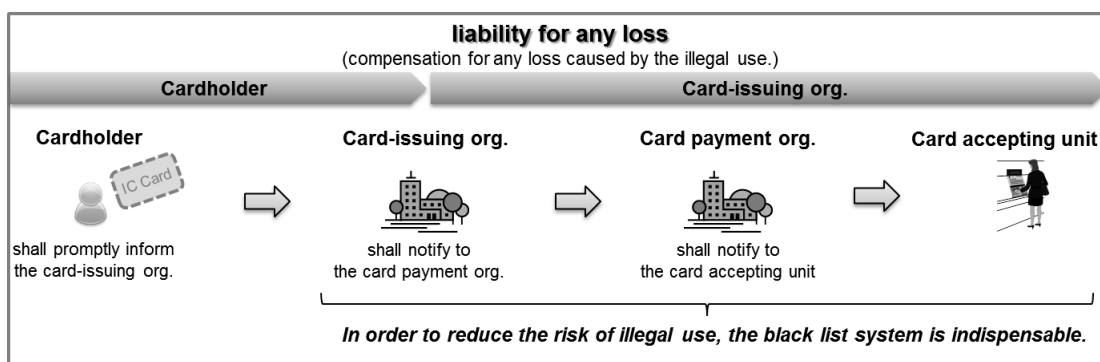 liability for any loss
(compensation for any loss caused by the illegal use.)
Cardholder
Card-issuing org.
Cardholder
IC Card
shall promptly inform
the card-issuing org.
Card-issuing org.
shall notify to
the card payment org.
Card payment org.
shall notify to
the card accepting unit
Card accepting unit
In order to reduce the risk of illegal use, the black list system is indispensable.